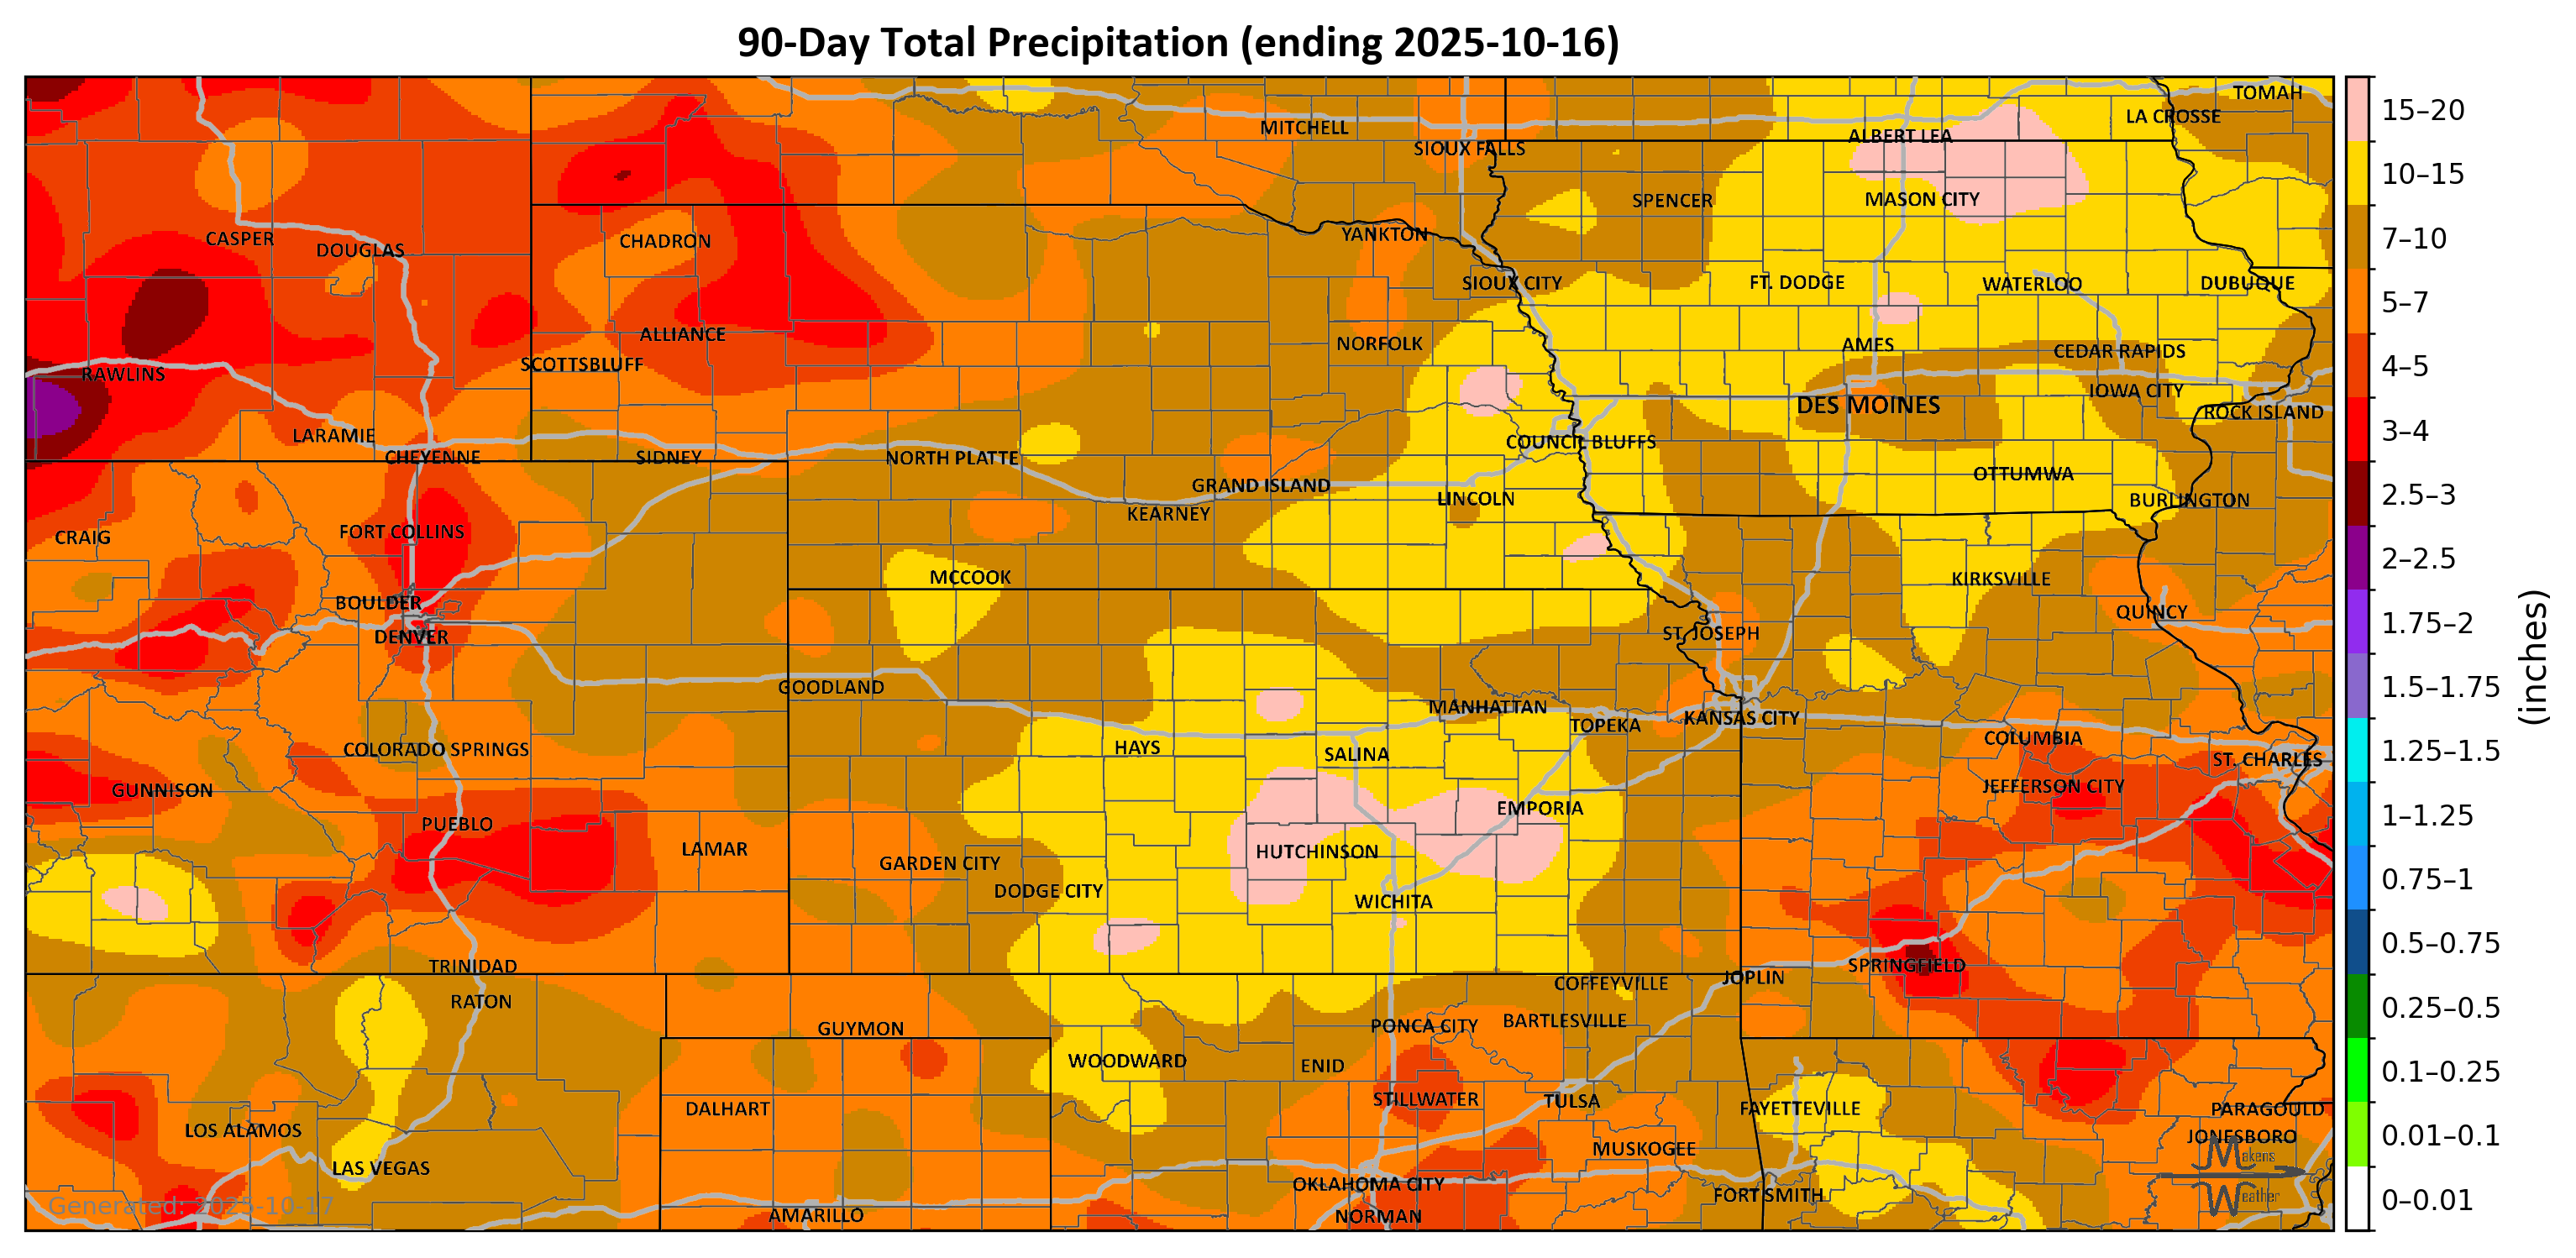 90-Day Total Precipitation (ending 2025-10-16)
TOMAH
LA CROSSE
MITCHELL
ALBERT LEA
SIOUX FALLS
SPENCER
MASON CITY
CASPER
DOUGLAS
CHADRON
YANKTON
SIOUX CITY
FT. DODGE
WATERLOO
DUBUQUE
ALLIANCE
NORFOLK
AMES
CEDAR RAPIDS
SCOTTSBLUFF
RAWLINS
IOWA CITY
DES MOINES
ROCK ISLAND
LARAMIE
COUNCIL BLUFFS
CHEYENNE
SIDNEY
NORTH PLATTE
OTTUMWA
GRAND ISLAND
LINCOLN
BURLINGTON
KEARNEY
CRAIG
FORT COLLINS
MCCOOK
KIRKSVILLE
BOULDER
QUINCY
DENVER
ST. JOSEPH
GOODLAND
MANHATTAN
TOPEKA
KANSAS CITY
COLORADO SPRINGS
HAYS
SALINA
COLUMBIA
ST. CHARLES
GUNNISON
JEFFERSON CITY
EMPORIA
PUEBLO
LAMAR
GARDEN CITY
HUTCHINSON
DODGE CITY
WICHITA
TRINIDAD
SPRINGFIELD
COFFEYVILLE
JOPLIN
RATON
GUYMON
PONCA CITY
BARTLESVILLE
WOODWARD
ENID
DALHART
STILLWATER
TULSA
FAYETTEVILLE
PARAGOULD
LOS ALAMOS
JONESBORO
MUSKOGEE
LAS VEGAS
OKLAHOMA CITY
FORT SMITH
AMARILLO
NORMAN
Makens
Weather
Generated: 2025-10-17
15–20
10–15
7–10
5–7
4–5
3–4
2.5–3
2–2.5
1.75–2
1.5–1.75
1.25–1.5
1–1.25
0.75–1
0.5–0.75
0.25–0.5
0.1–0.25
0.01–0.1
0–0.01
(inches)